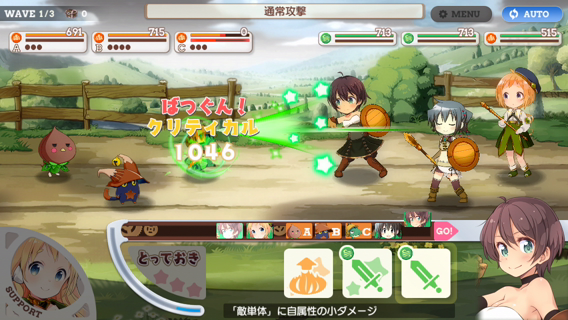 WAVE 1/3 0
通常攻撃
MENU
AUTO
691
715
0
713
713
515
A
B
C
ばつぐん!
クリティカル
1046
A B C GO!
とっておき
SUPPORT
「敵単体」に自属性の小ダメージ